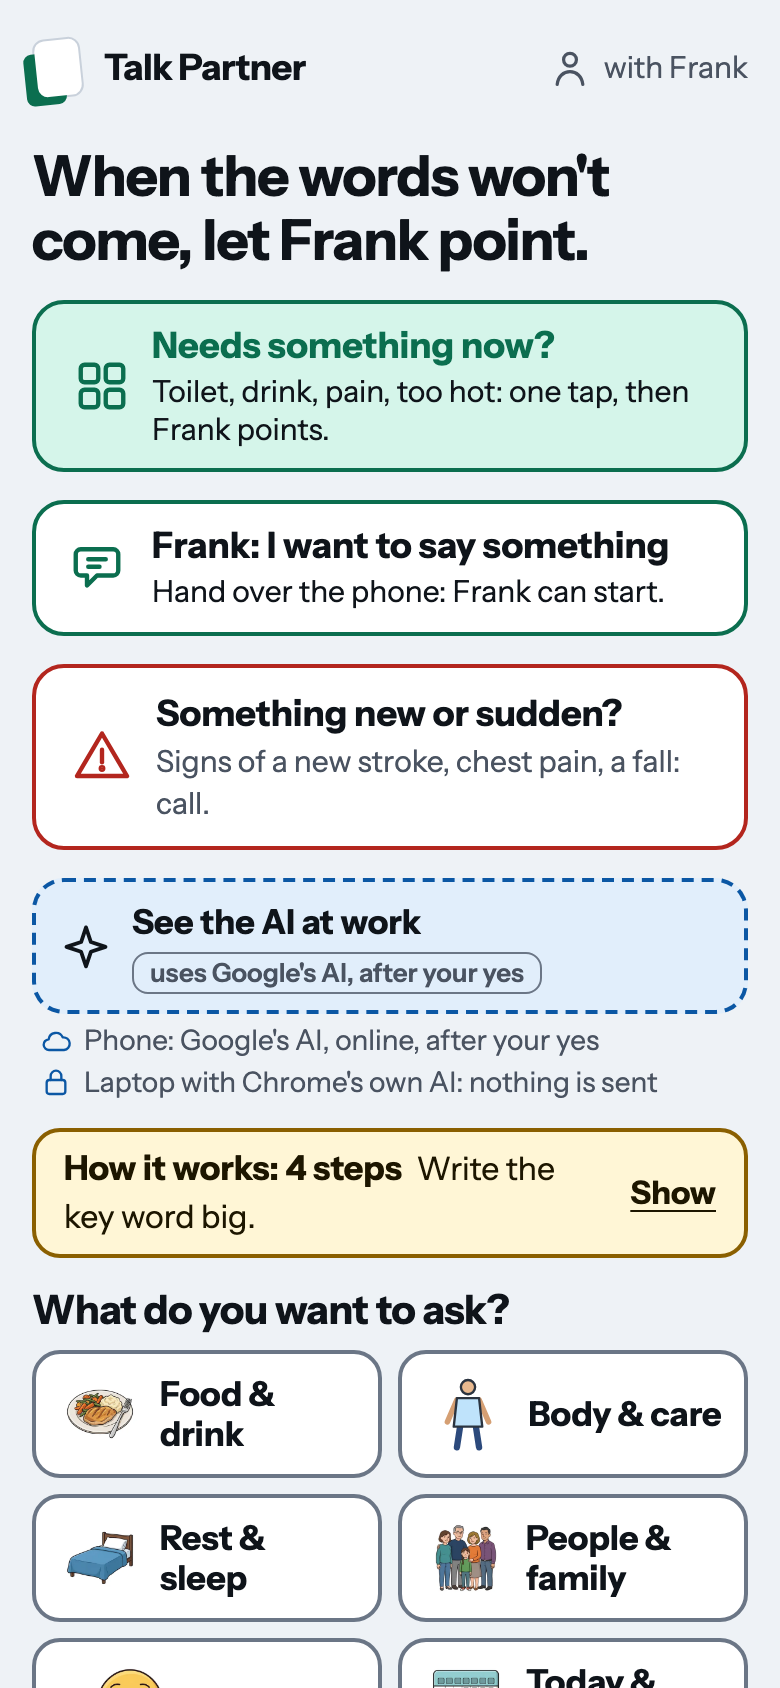 Talk Partner
with Frank
When the words won't
come, let Frank point.
Needs something now?
Toilet, drink, pain, too hot: one tap, then
Frank points.
Frank: I want to say something
Hand over the phone: Frank can start.
Something new or sudden?
Signs of a new stroke, chest pain, a fall:
call.
See the AI at work
uses Google's AI, after your yes
Phone: Google's AI, online, after your yes
Laptop with Chrome's own AI: nothing is sent
How it works: 4 steps Write the
key word big.
Show
What do you want to ask?
Food &
drink
Body & care
Rest &
sleep
People &
family
Today &